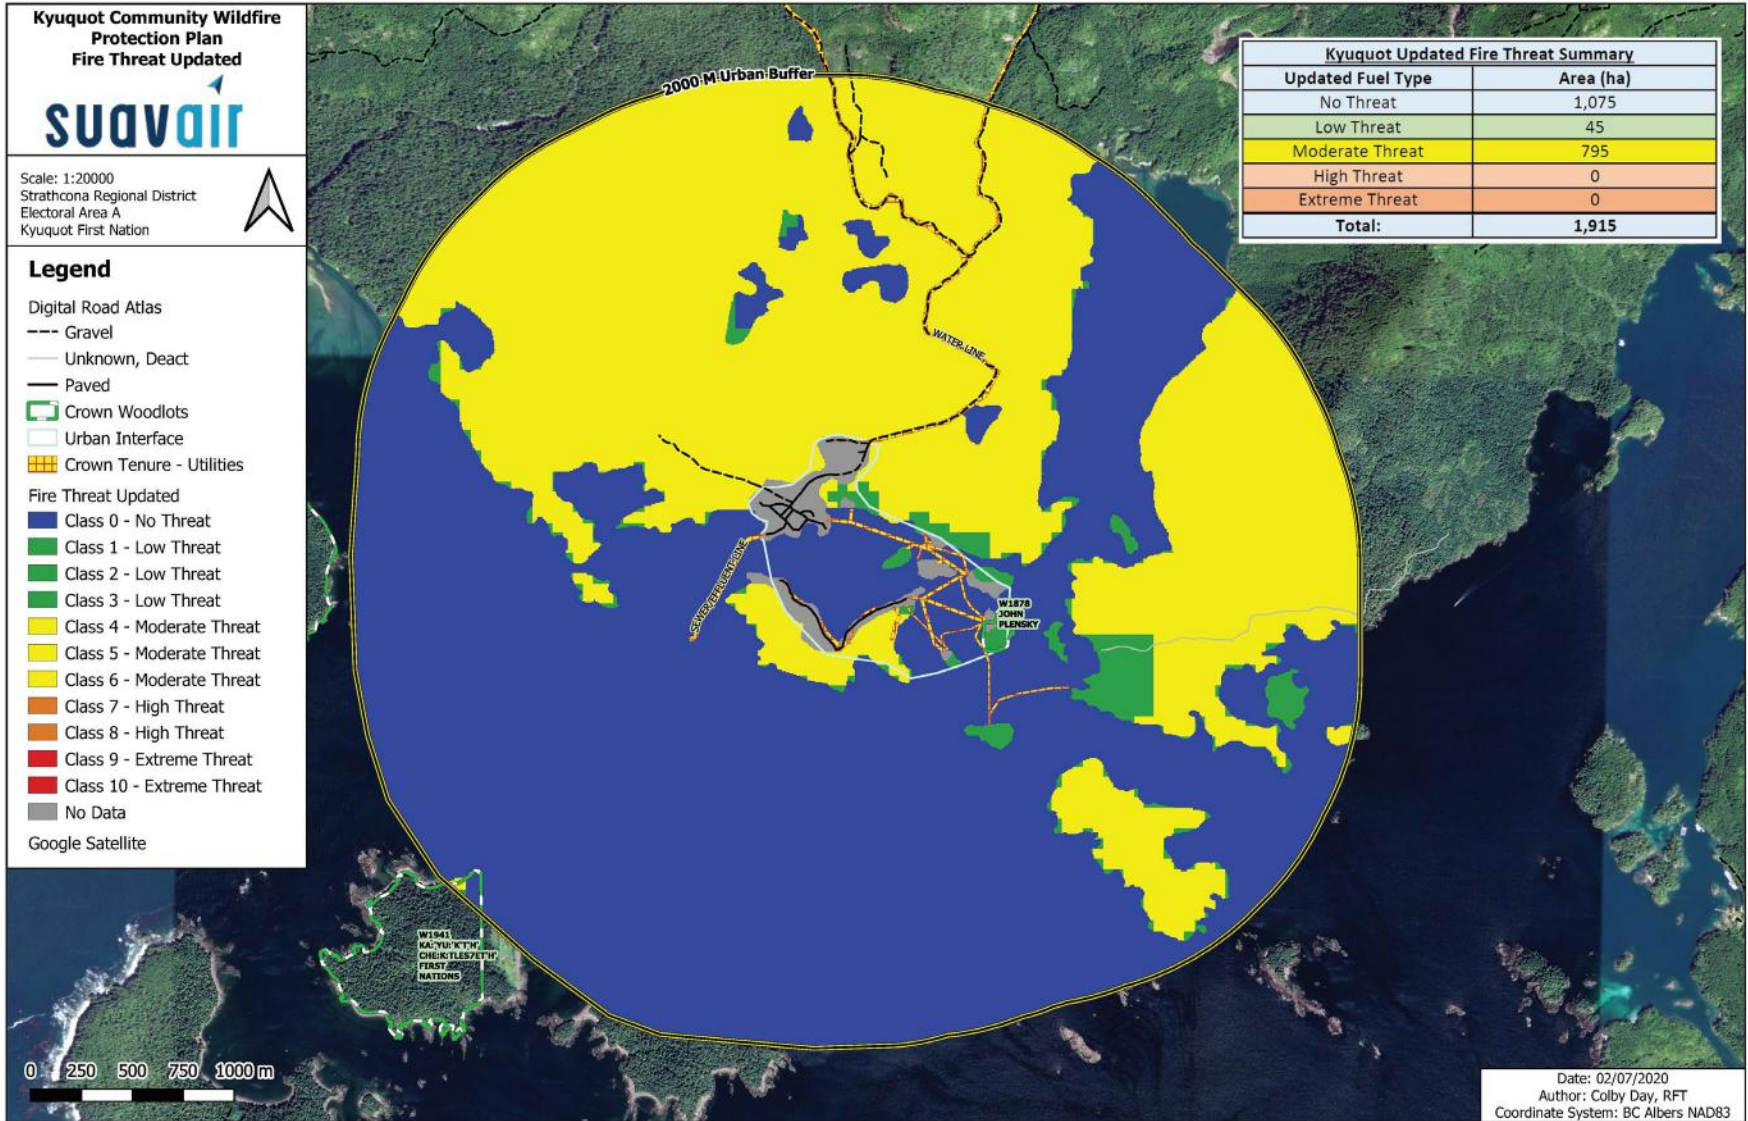 Kyuquot Community Wildfire
Protection Plan
Fire Threat Updated
suavair
Scale: 1:20000
Strathcona Regional District
Electoral Area A
Kyuquot First Nation
Legend
Digital Road Atlas
Gravel
Unknown, Deact
Paved
Crown Woodlots
Urban Interface
Crown Tenure - Utilities
Fire Threat Updated
Class 0 - No Threat
Class 1 - Low Threat
Class 2 - Low Threat
Class 3 - Low Threat
Class 4 - Moderate Threat
Class 5 - Moderate Threat
Class 6 - Moderate Threat
Class 7 - High Threat
Class 8 - High Threat
Class 9 - Extreme Threat
Class 10 - Extreme Threat
No Data
Google Satellite
0 250 500 750 1000 m
2000 M Urban Buffer
WATER LINE
SEWER/EFFLUENT LINE
W1878
JOHN
PLENSKY
W1941
KA:'YU:'K'T'H'
CHE:K:TLES7ET'H'
FIRST
NATIONS
Kyuquot Updated Fire Threat Summary
Updated Fuel Type Area (ha)
No Threat 1,075
Low Threat 45
Moderate Threat 795
High Threat 0
Extreme Threat 0
Total: 1,915
Date: 02/07/2020
Author: Colby Day, RFT
Coordinate System: BC Albers NAD83